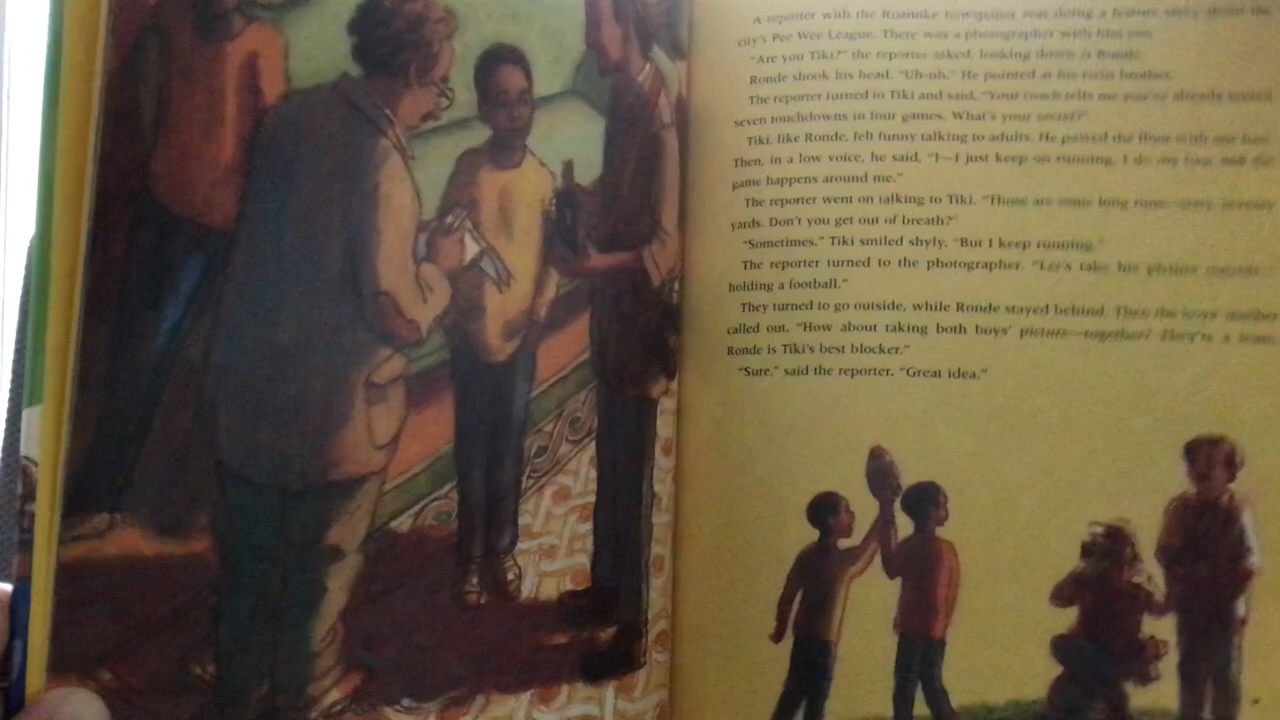 A reporter with the Roanoke newspaper was doing a feature story about the
city's Pee Wee League. There was a photographer with him too.
"Are you Tiki?" the reporter asked, looking down at Ronde.
Ronde shook his head. "Uh-uh." He pointed at his twin brother.
The reporter turned to Tiki and said, "Your coach tells me you've already
seven touchdowns in four games. What's your secret?"
Tiki, like Ronde, felt funny talking to adults. He pawed the floor with one
Then, in a low voice, he said, "I—I just keep on running. I do my and the
game happens around me."
The reporter went on talking to Tiki. "Those are some long runs—sixty, seventy
yards. Don't you get out of breath?"
"Sometimes." Tiki smiled shyly. "But I keep running."
The reporter turned to the photographer. "Let's take his picture
holding a football."
They turned to go outside, while Ronde stayed behind. Then the boys' mother
called out, "How about taking both boys' picture—together? They're a team.
Ronde is Tiki's best blocker."
"Sure," said the reporter. "Great idea."